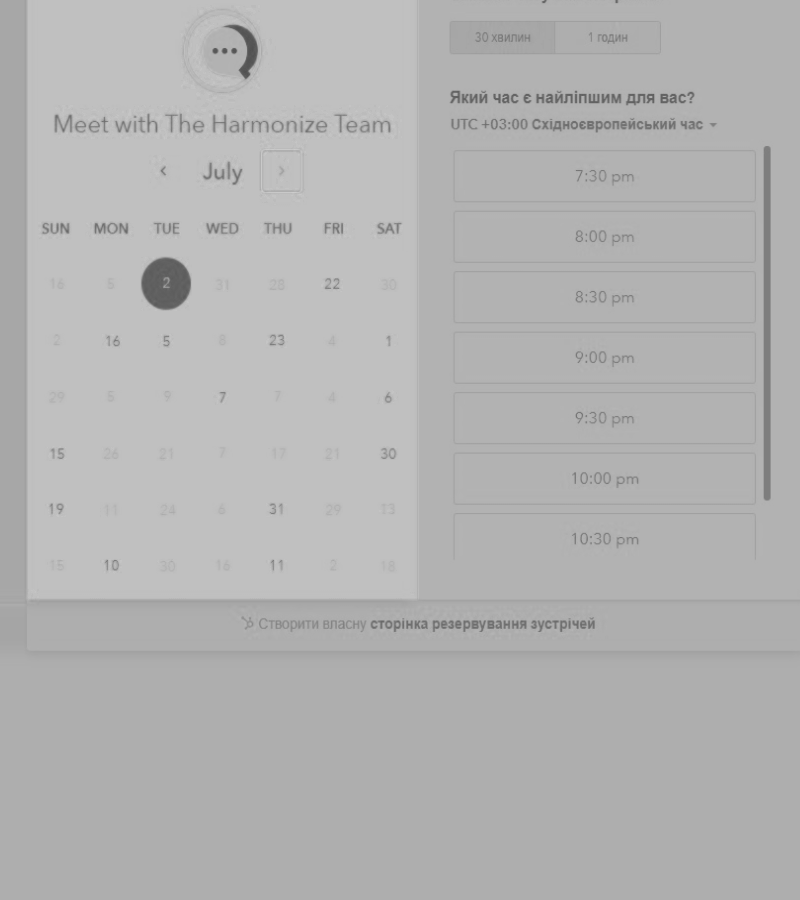 Meet with The Harmonize Team
July
SUN MON TUE WED THU FRI SAT
16 8 2 31 28 22 30
2 16 5 8 23 4 1
29 5 9 7 7 4 6
15 26 21 7 17 21 30
19 11 24 6 31 29 13
15 10 30 16 11 2 18
30 хвилин 1 годин
Який час є найліпшим для вас?
UTC +03:00 Східноєвропейський час
7:30 pm
8:00 pm
8:30 pm
9:00 pm
9:30 pm
10:00 pm
10:30 pm
Створити власну сторінка резервування зустрічей